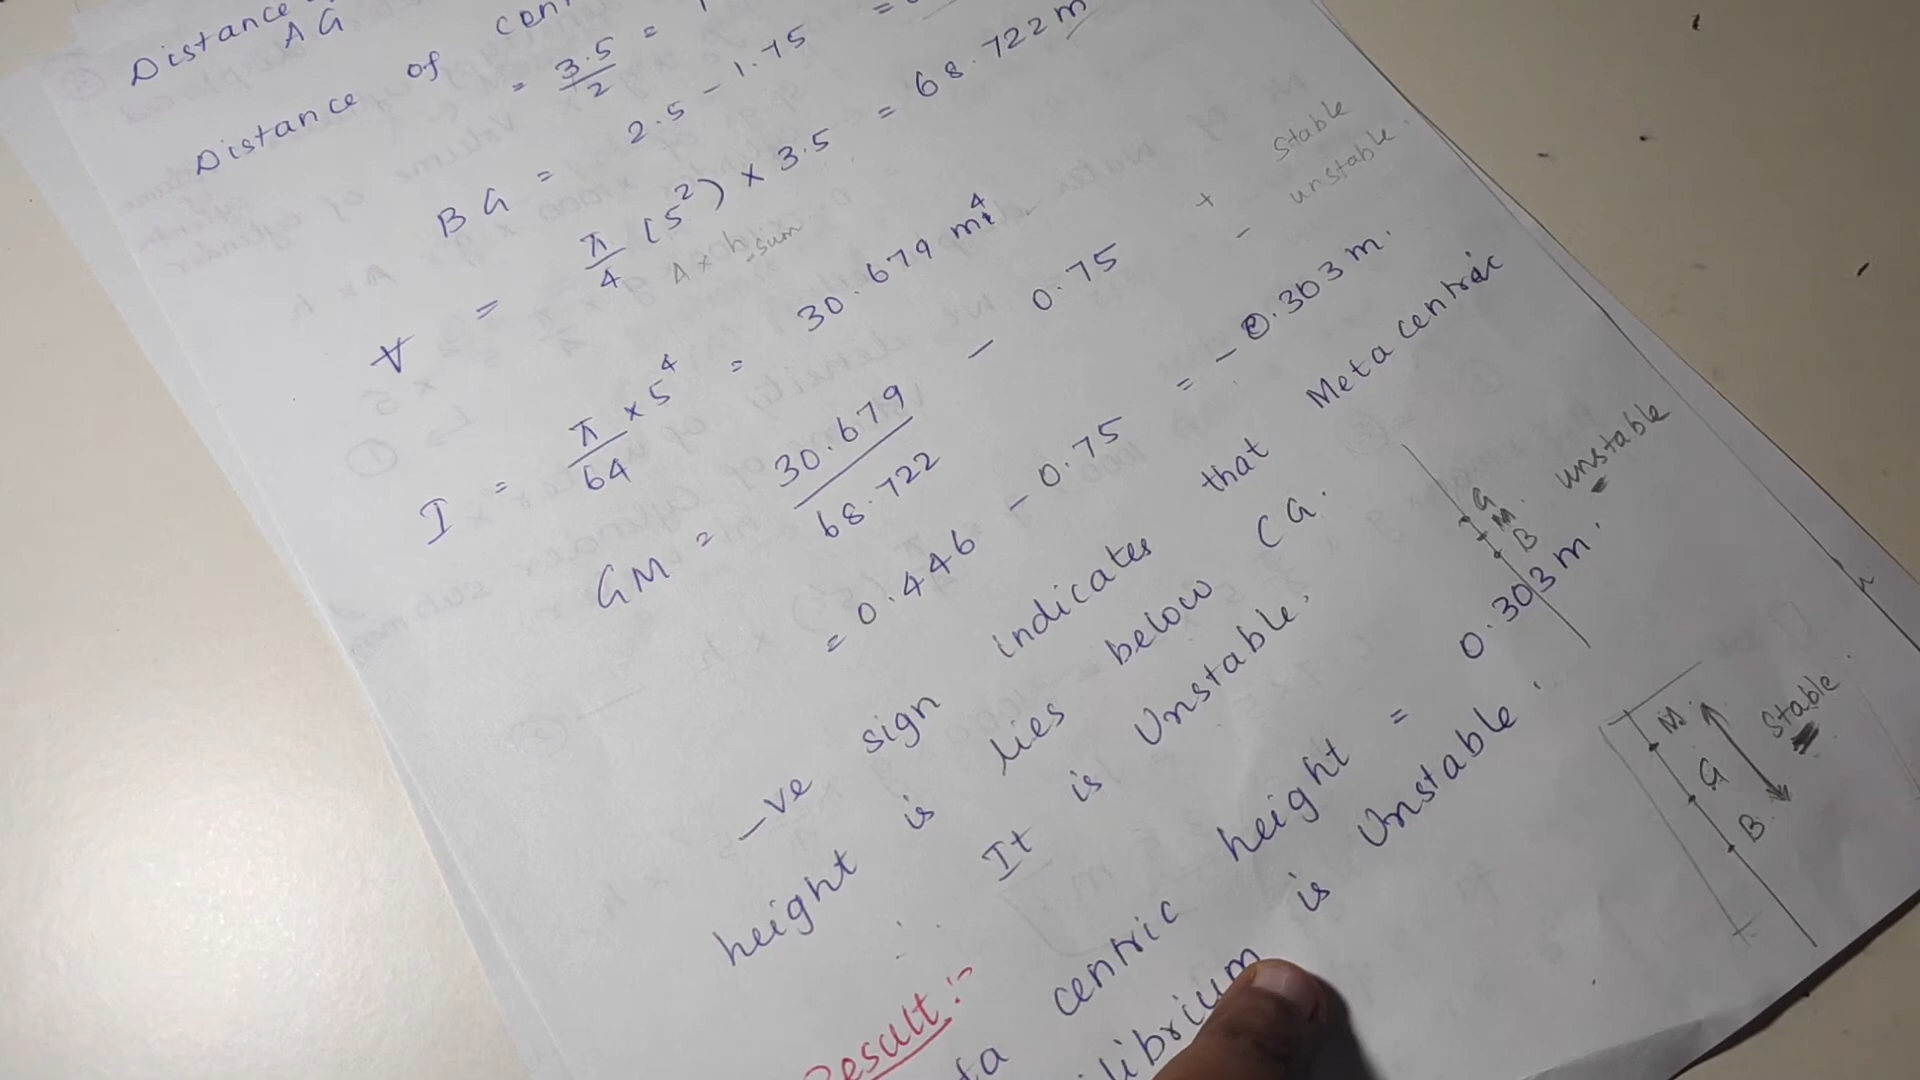 Distance
AG
Distance of cen
= 3.5/2 =
BG = 2.5 - 1.75 =
∀ = π/4 (5²) × 3.5 = 68.722 m
A × h sum
I = π/64 × 5⁴ = 30.679 m⁴
+ Stable
- unstable.
GM = 30.679/68.722 - 0.75
= 0.446 - 0.75 = -0.303 m.
-ve sign indicates that Meta centric
height is lies below CG.
∴ It is Unstable.
G
M
B
unstable
Result :-
ta centric height = 0.303 m.
librium is Unstable.
M.
G
B.
Stable